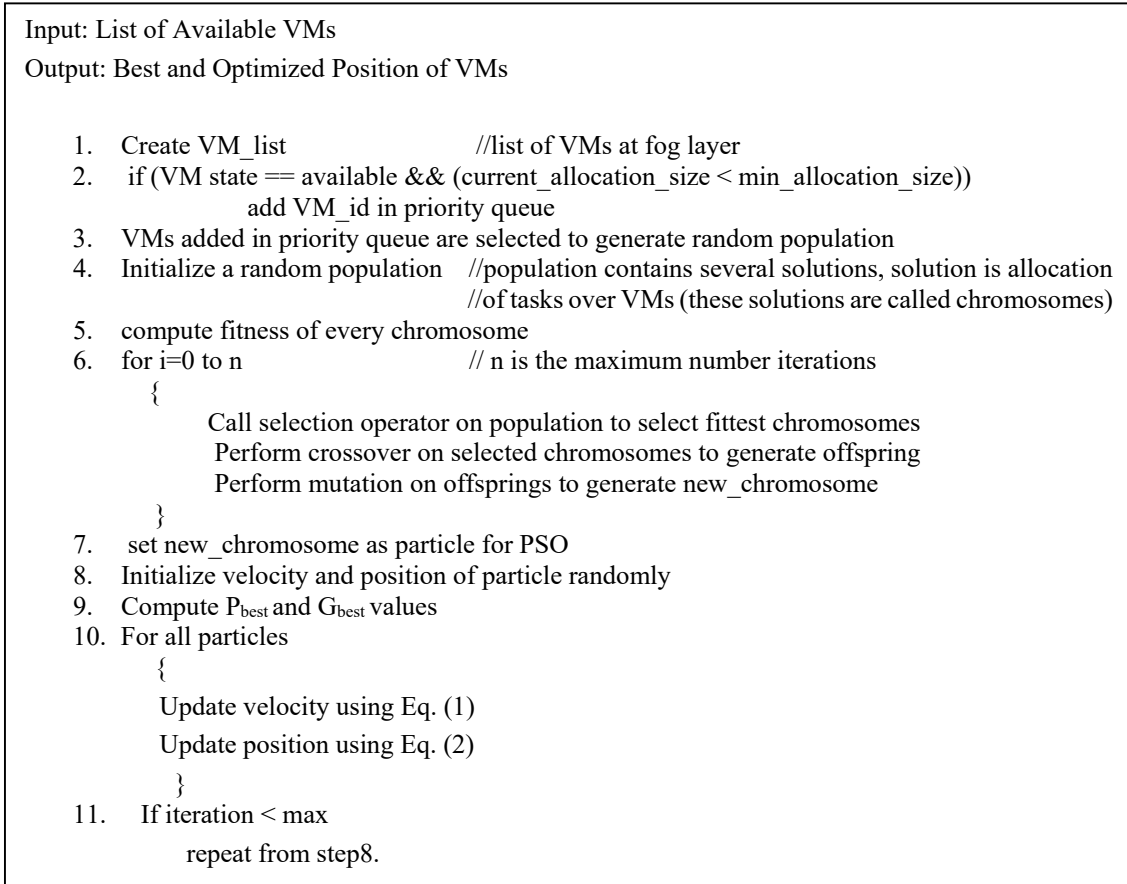 Input: List of Available VMs
Output: Best and Optimized Position of VMs
1. Create VM_list //list of VMs at fog layer
2. if (VM state == available && (current_allocation_size < min_allocation_size))
add VM_id in priority queue
3. VMs added in priority queue are selected to generate random population
4. Initialize a random population //population contains several solutions, solution is allocation
//of tasks over VMs (these solutions are called chromosomes)
5. compute fitness of every chromosome
6. for i=0 to n // n is the maximum number iterations
{
Call selection operator on population to select fittest chromosomes
Perform crossover on selected chromosomes to generate offspring
Perform mutation on offsprings to generate new_chromosome
}
7. set new_chromosome as particle for PSO
8. Initialize velocity and position of particle randomly
9. Compute Pbest and Gbest values
10. For all particles
{
Update velocity using Eq. (1)
Update position using Eq. (2)
}
11. If iteration < max
repeat from step8.